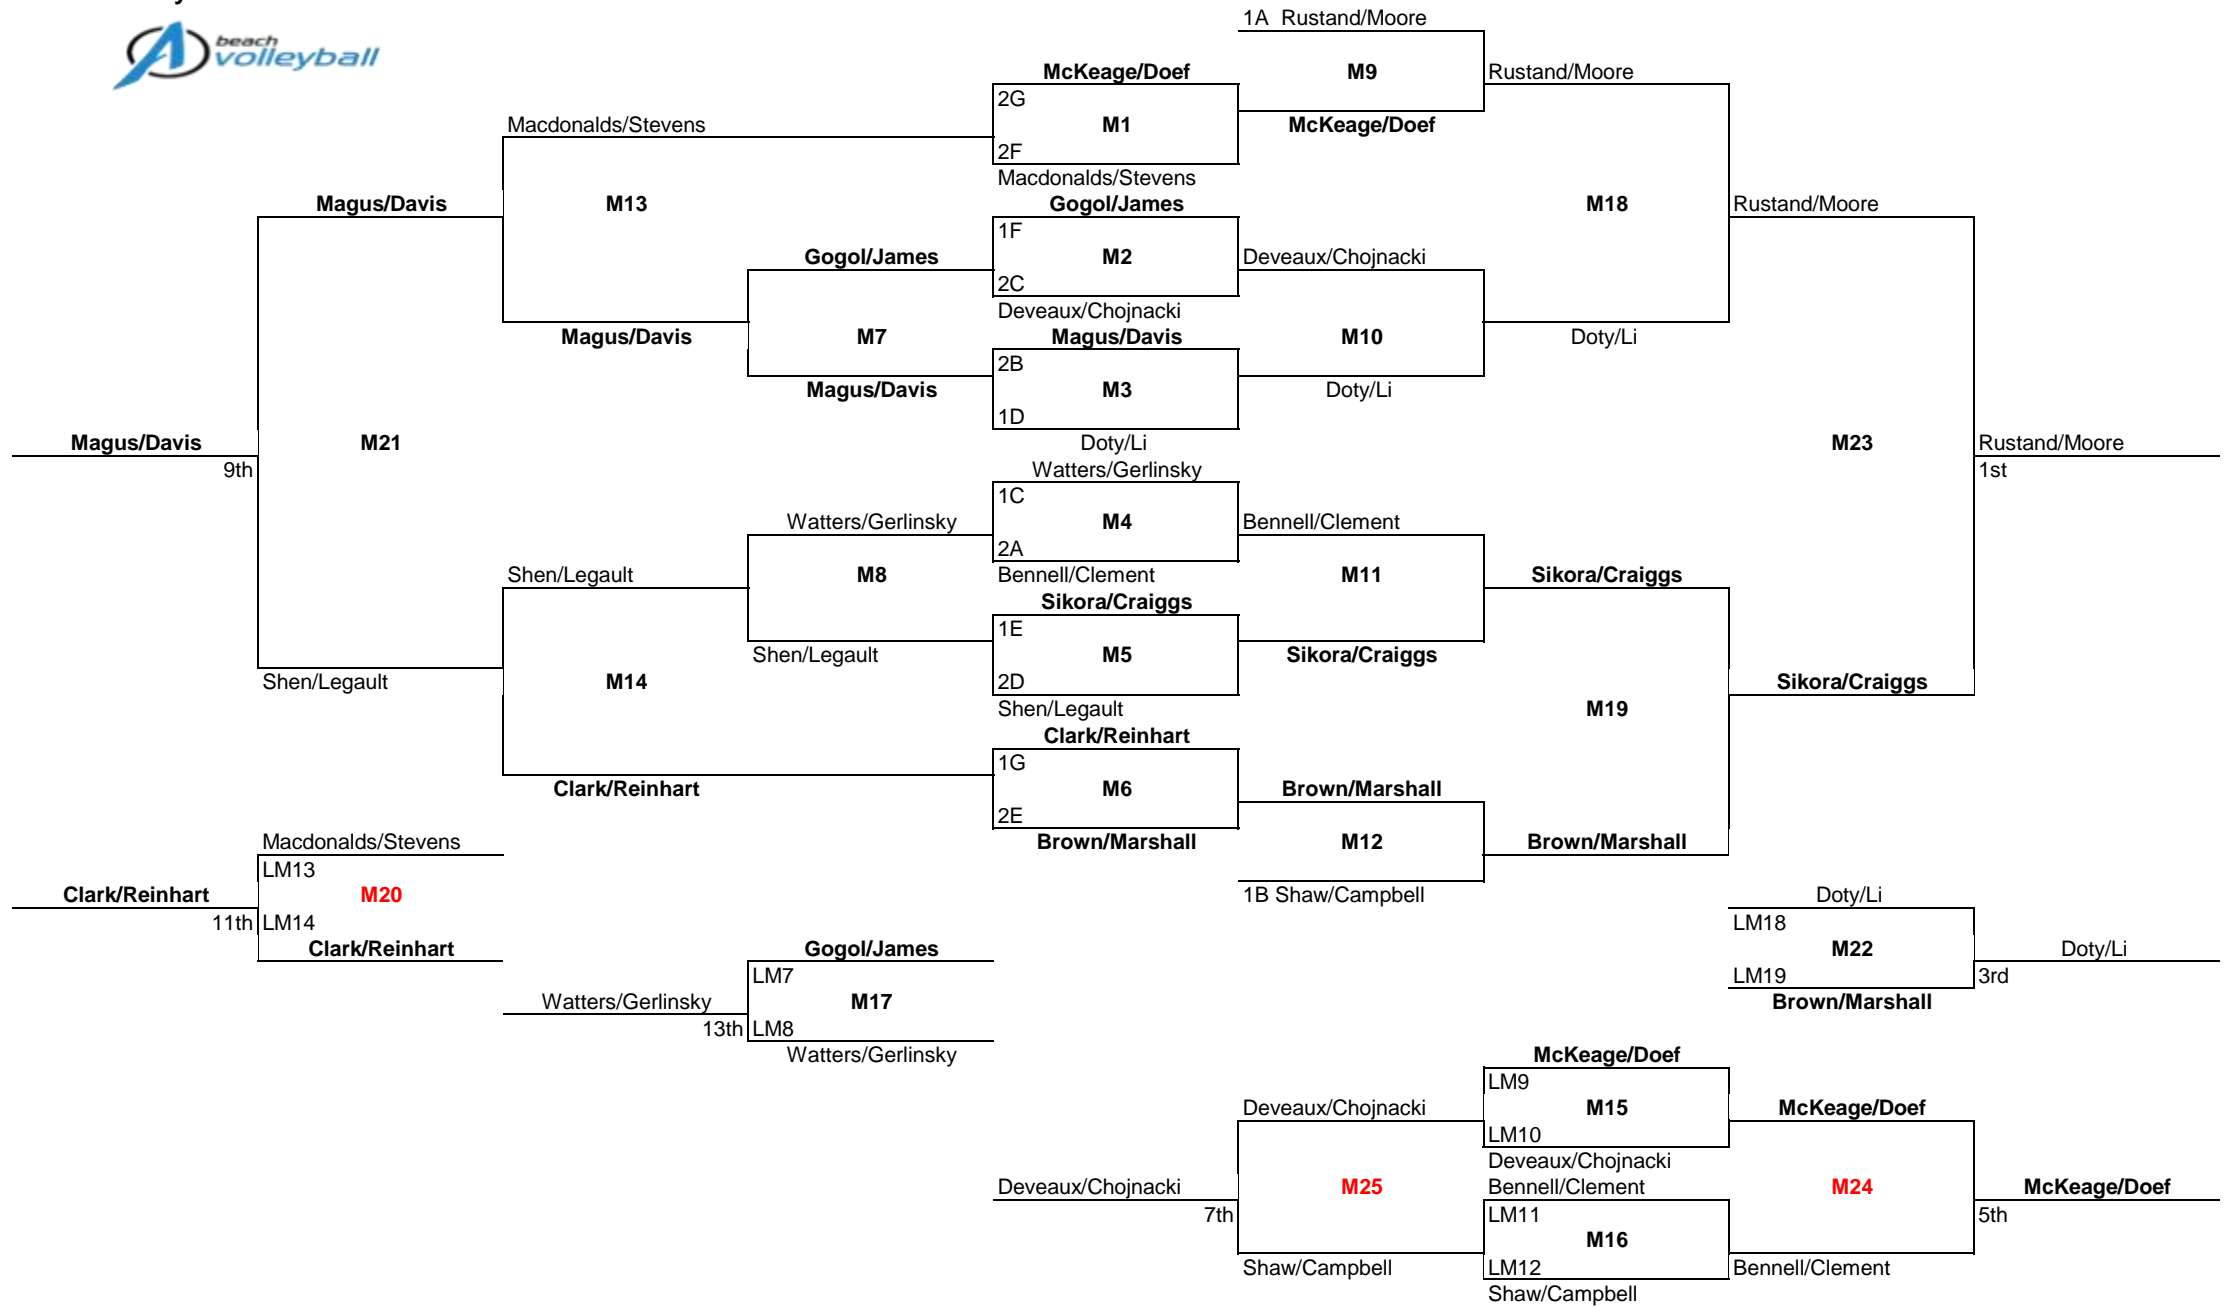 beach
volleyball
1A Rustand/Moore
McKeage/Doef
M9
Rustand/Moore
2G
Macdonalds/Stevens
M1
McKeage/Doef
2F
Macdonalds/Stevens
Magus/Davis
M13
Gogol/James
M18
Rustand/Moore
1F
Gogol/James
M2
Deveaux/Chojnacki
2C
Deveaux/Chojnacki
Magus/Davis
M7
Magus/Davis
M10
Doty/Li
2B
Magus/Davis
M3
Doty/Li
1D
Magus/Davis
M21
Doty/Li
M23
Rustand/Moore
9th
Watters/Gerlinsky
1st
1C
Watters/Gerlinsky
M4
Bennell/Clement
2A
Shen/Legault
M8
Bennell/Clement
M11
Sikora/Craiggs
Sikora/Craiggs
1E
Shen/Legault
M5
Sikora/Craiggs
Shen/Legault
M14
2D
Sikora/Craiggs
Shen/Legault
M19
Clark/Reinhart
1G
Clark/Reinhart
M6
Brown/Marshall
2E
Macdonalds/Stevens
Brown/Marshall
M12
Brown/Marshall
LM13
Clark/Reinhart
M20
1B Shaw/Campbell
Doty/Li
11th
LM14
LM18
Clark/Reinhart
Gogol/James
M22
Doty/Li
LM7
LM19
3rd
Watters/Gerlinsky
M17
Brown/Marshall
13th
LM8
Watters/Gerlinsky
McKeage/Doef
LM9
Deveaux/Chojnacki
M15
McKeage/Doef
LM10
Deveaux/Chojnacki
Deveaux/Chojnacki
M25
Bennell/Clement
M24
McKeage/Doef
7th
LM11
5th
M16
Shaw/Campbell
LM12
Bennell/Clement
Shaw/Campbell